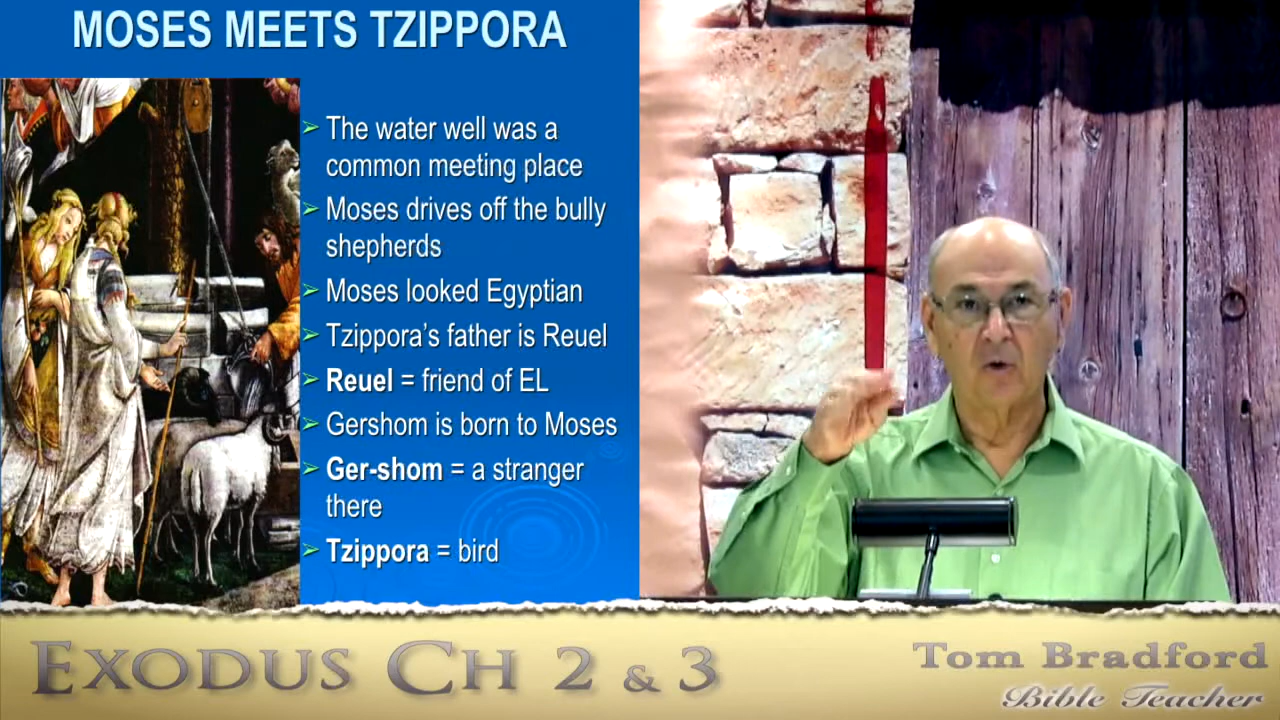 MOSES MEETS TZIPPORA
➢ The water well was a
common meeting place
➢ Moses drives off the bully
shepherds
➢ Moses looked Egyptian
➢ Tzippora’s father is Reuel
➢ Reuel = friend of EL
➢ Gershom is born to Moses
➢ Ger-shom = a stranger
there
➢ Tzippora = bird
Exodus Ch 2 & 3
Tom Bradford
Bible Teacher